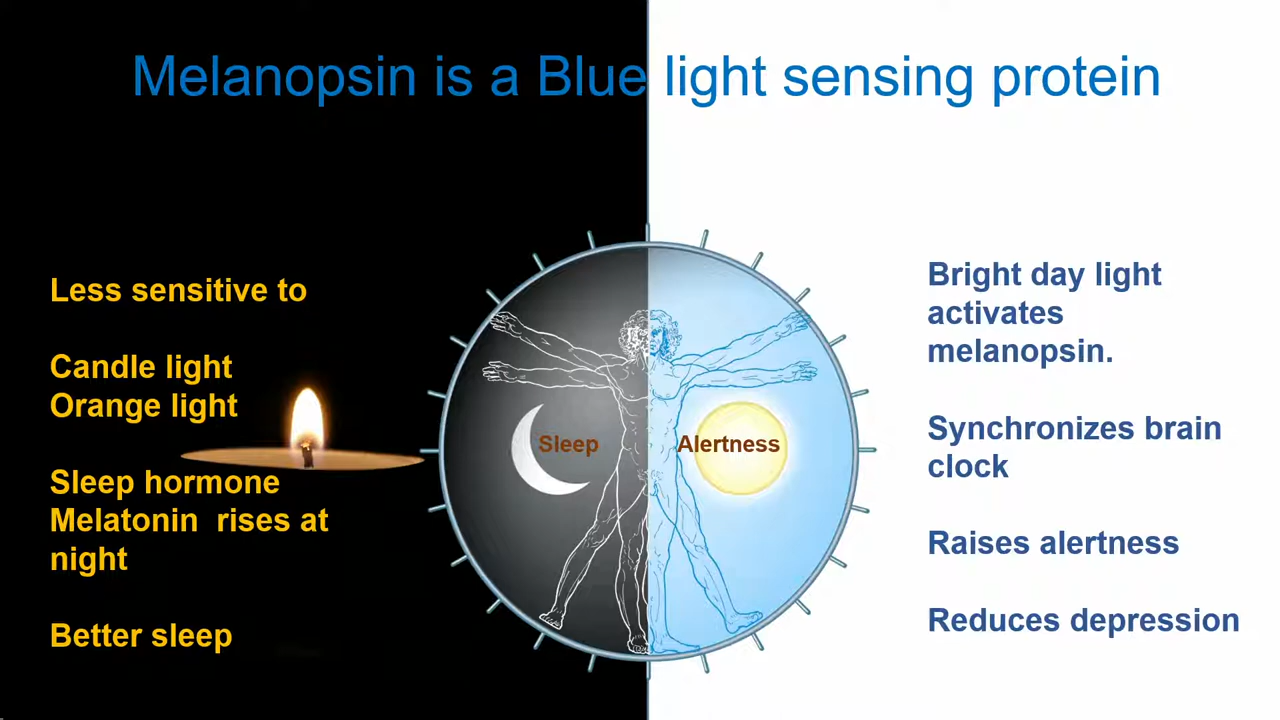 Melanopsin is a Blue light sensing protein
Less sensitive to
Candle light
Orange light
Sleep hormone
Melatonin  rises at
night
Better sleep
Sleep
Alertness
Bright day light
activates
melanopsin.
Synchronizes brain
clock
Raises alertness
Reduces depression